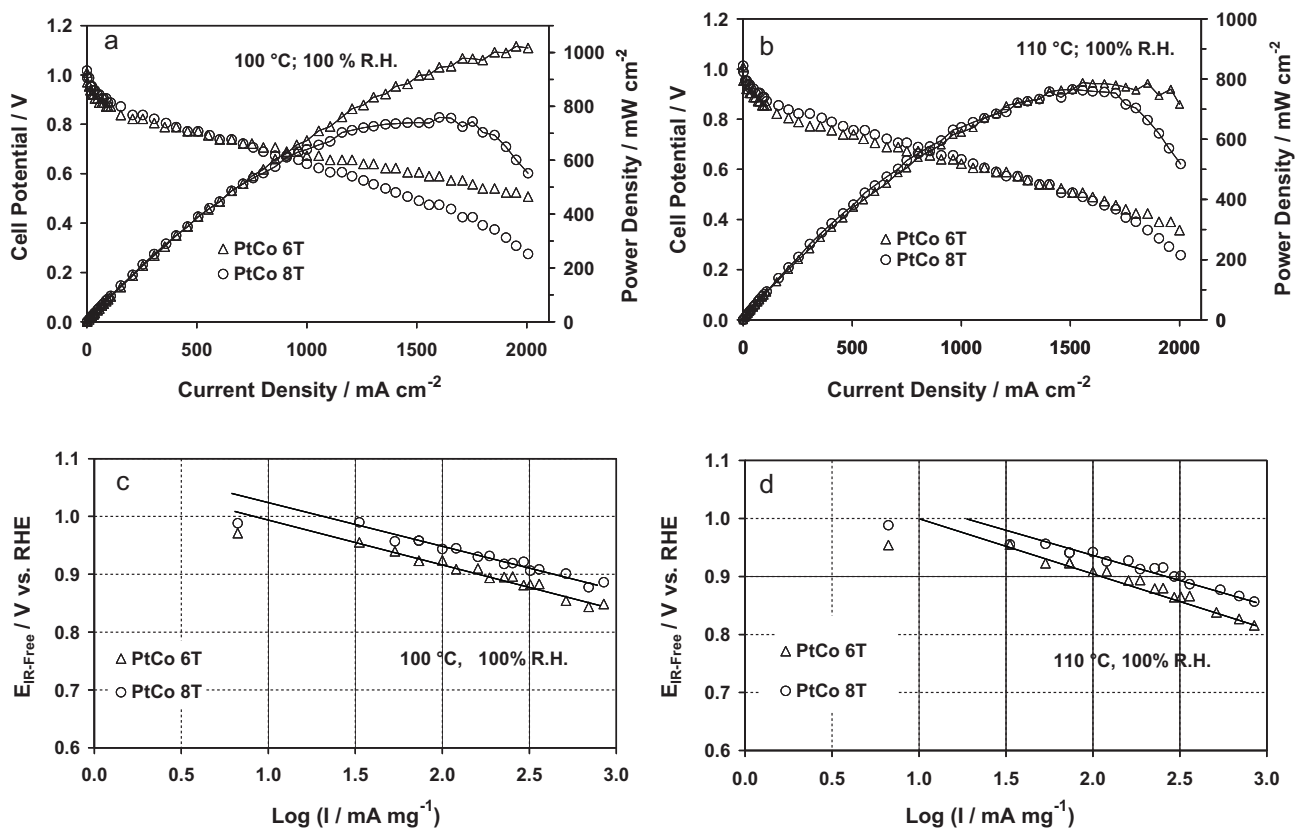 a
100 °C; 100 % R.H.
Cell Potential / V
1.2
1.0
0.8
0.6
0.4
0.2
0.0
Power Density / mW cm-2
1000
800
600
400
200
0
PtCo 6T
PtCo 8T
0 500 1000 1500 2000
Current Density / mA cm-2
b
110 °C; 100% R.H.
Cell Potential / V
1.2
1.0
0.8
0.6
0.4
0.2
0.0
Power Density / mW cm-2
1000
800
600
400
200
0
PtCo 6T
PtCo 8T
0 500 1000 1500 2000
Current Density / mA cm-2
c
EIR-Free / V vs. RHE
1.1
1.0
0.9
0.8
0.7
0.6
PtCo 6T
PtCo 8T
100 °C, 100% R.H.
0.0 0.5 1.0 1.5 2.0 2.5 3.0
Log (I / mA mg-1)
d
EIR-Free / V vs. RHE
1.1
1.0
0.9
0.8
0.7
0.6
PtCo 6T
PtCo 8T
110 °C, 100% R.H.
0.0 0.5 1.0 1.5 2.0 2.5 3.0
Log (I / mA mg-1)